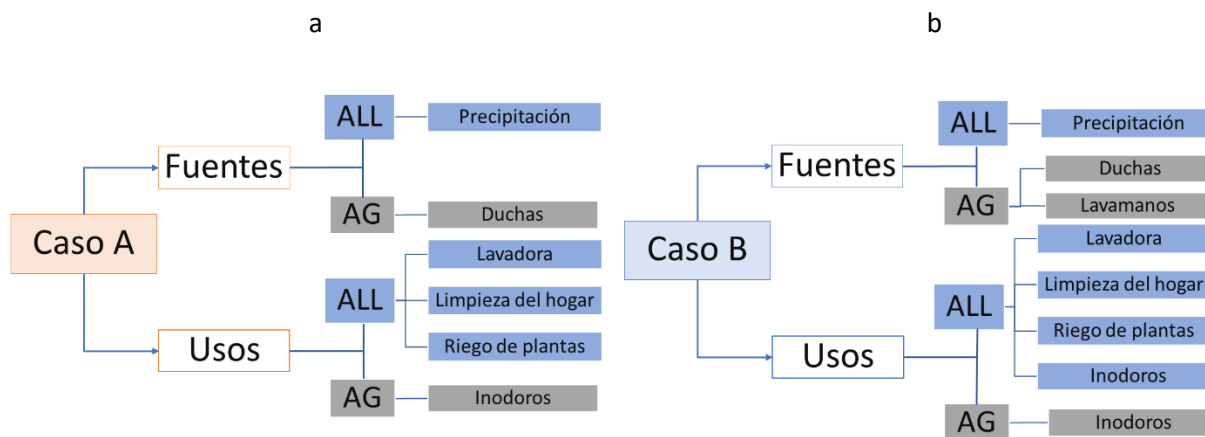 a
Caso A
Fuentes
ALL
Precipitación
AG
Duchas
Usos
ALL
Lavadora
Limpieza del hogar
Riego de plantas
AG
Inodoros
b
Caso B
Fuentes
ALL
Precipitación
AG
Duchas
Lavamanos
Usos
ALL
Lavadora
Limpieza del hogar
Riego de plantas
Inodoros
AG
Inodoros